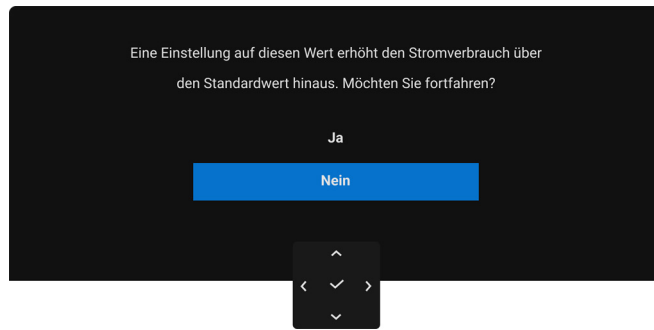 Eine Einstellung auf diesen Wert erhöht den Stromverbrauch über
den Standardwert hinaus. Möchten Sie fortfahren?
Ja
Nein